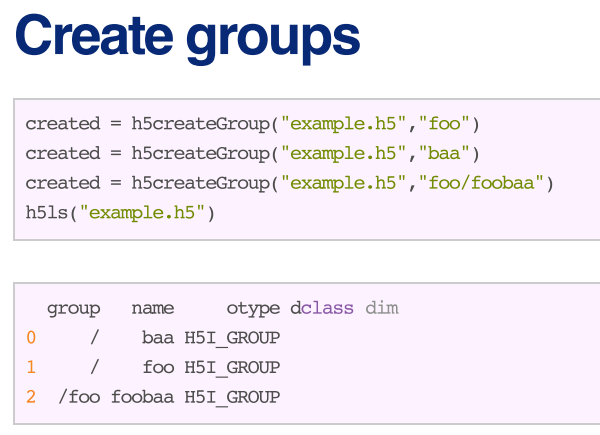 Create groups
created = h5createGroup("example.h5","foo")
created = h5createGroup("example.h5","baa")
created = h5createGroup("example.h5","foo/foobaa")
h5ls("example.h5")
  group   name     otype dclass dim
0     /    baa H5I_GROUP
1     /    foo H5I_GROUP
2  /foo foobaa H5I_GROUP